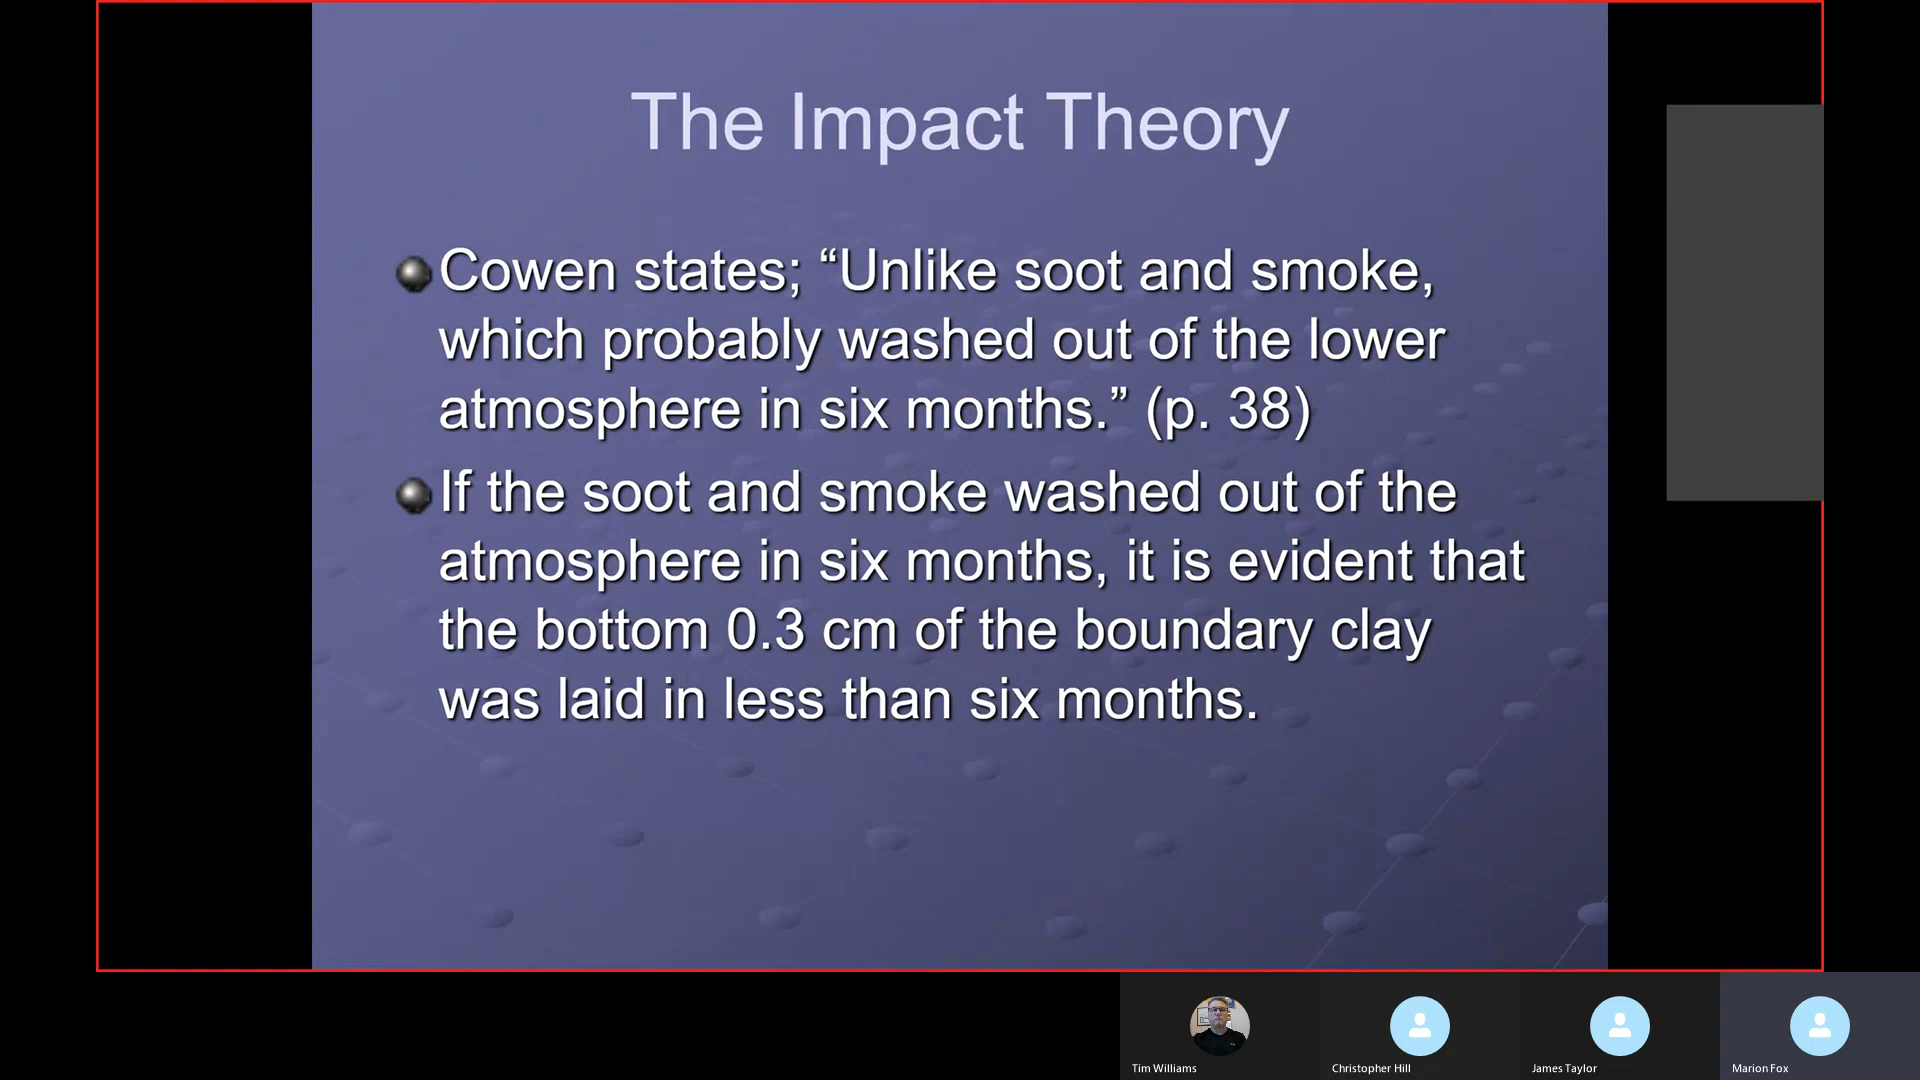 The Impact Theory
Cowen states; “Unlike soot and smoke,
which probably washed out of the lower
atmosphere in six months.” (p. 38)
If the soot and smoke washed out of the
atmosphere in six months, it is evident that
the bottom 0.3 cm of the boundary clay
was laid in less than six months.
Tim Williams
Christopher Hill
James Taylor
Marion Fox